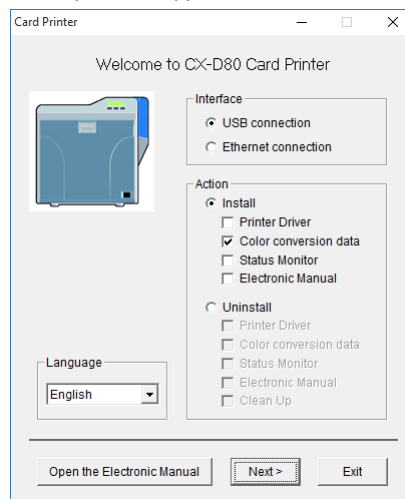 Card Printer
Welcome to CX-D80 Card Printer
Interface
USB connection
Ethernet connection
Action
Install
Printer Driver
Color conversion data
Status Monitor
Electronic Manual
Uninstall
Printer Driver
Color conversion data
Status Monitor
Electronic Manual
Clean Up
Language
English
Open the Electronic Manual
Next >
Exit